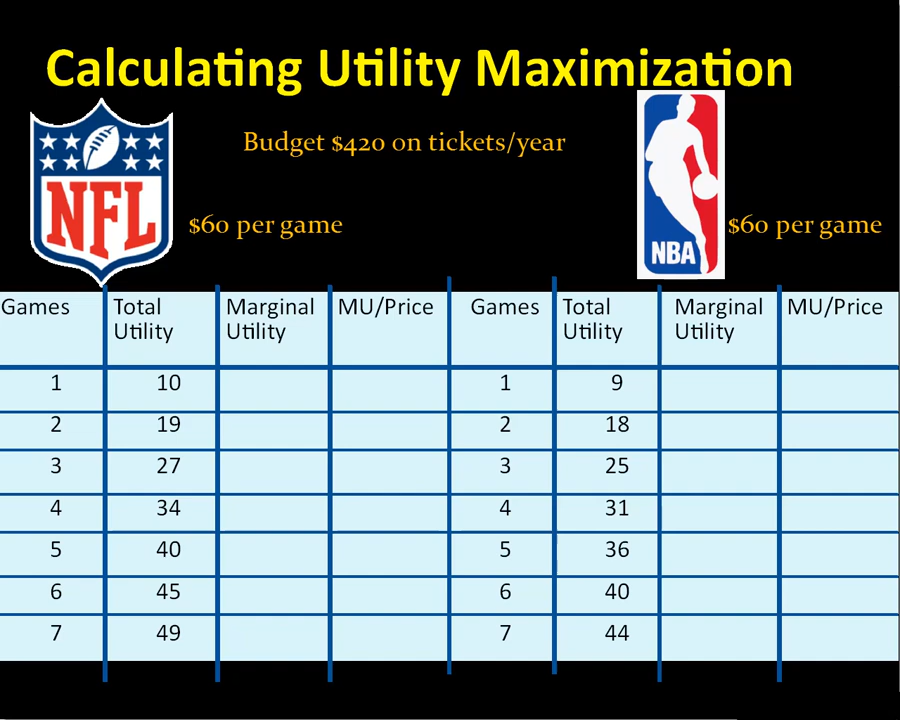 Calculating Utility Maximization
Budget $420 on tickets/year
NFL
$60 per game
NBA
$60 per game
Games Total Utility Marginal Utility MU/Price Games Total Utility Marginal Utility MU/Price
1 10 1 9
2 19 2 18
3 27 3 25
4 34 4 31
5 40 5 36
6 45 6 40
7 49 7 44